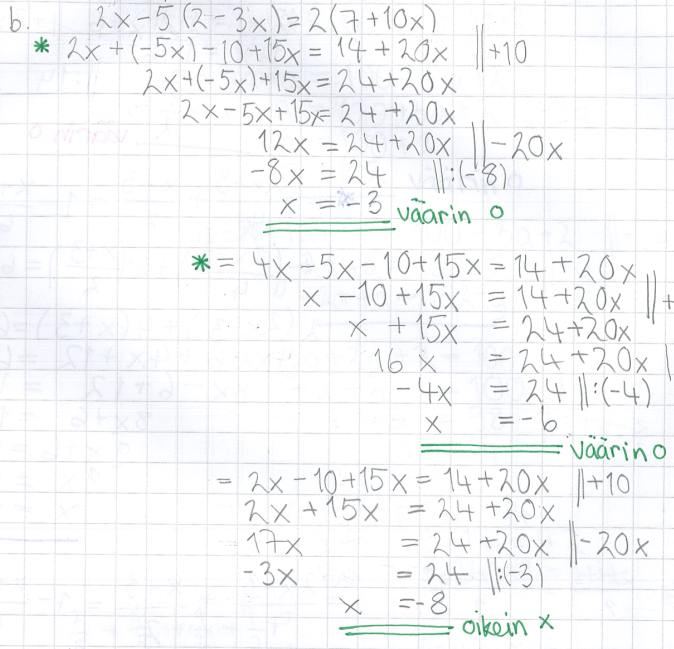 b. 2x-5(2-3x)=2(7+10x)
* 2x+(-5x)-10+15x=14+20x ||+10
2x+(-5x)+15x=24+20x
2x-5x+15x=24+20x
12x=24+20x ||-20x
-8x=24 ||:(-8)
x=-3 väärin 0
*= 4x-5x-10+15x=14+20x
x-10+15x=14+20x ||+
x+15x=24+20x
16x=24+20x |
-4x=24 ||:(-4)
x=-6
väärin 0
= 2x-10+15x=14+20x ||+10
2x+15x=24+20x
17x=24+20x ||-20x
-3x=24 ||:(-3)
x=-8
oikein x